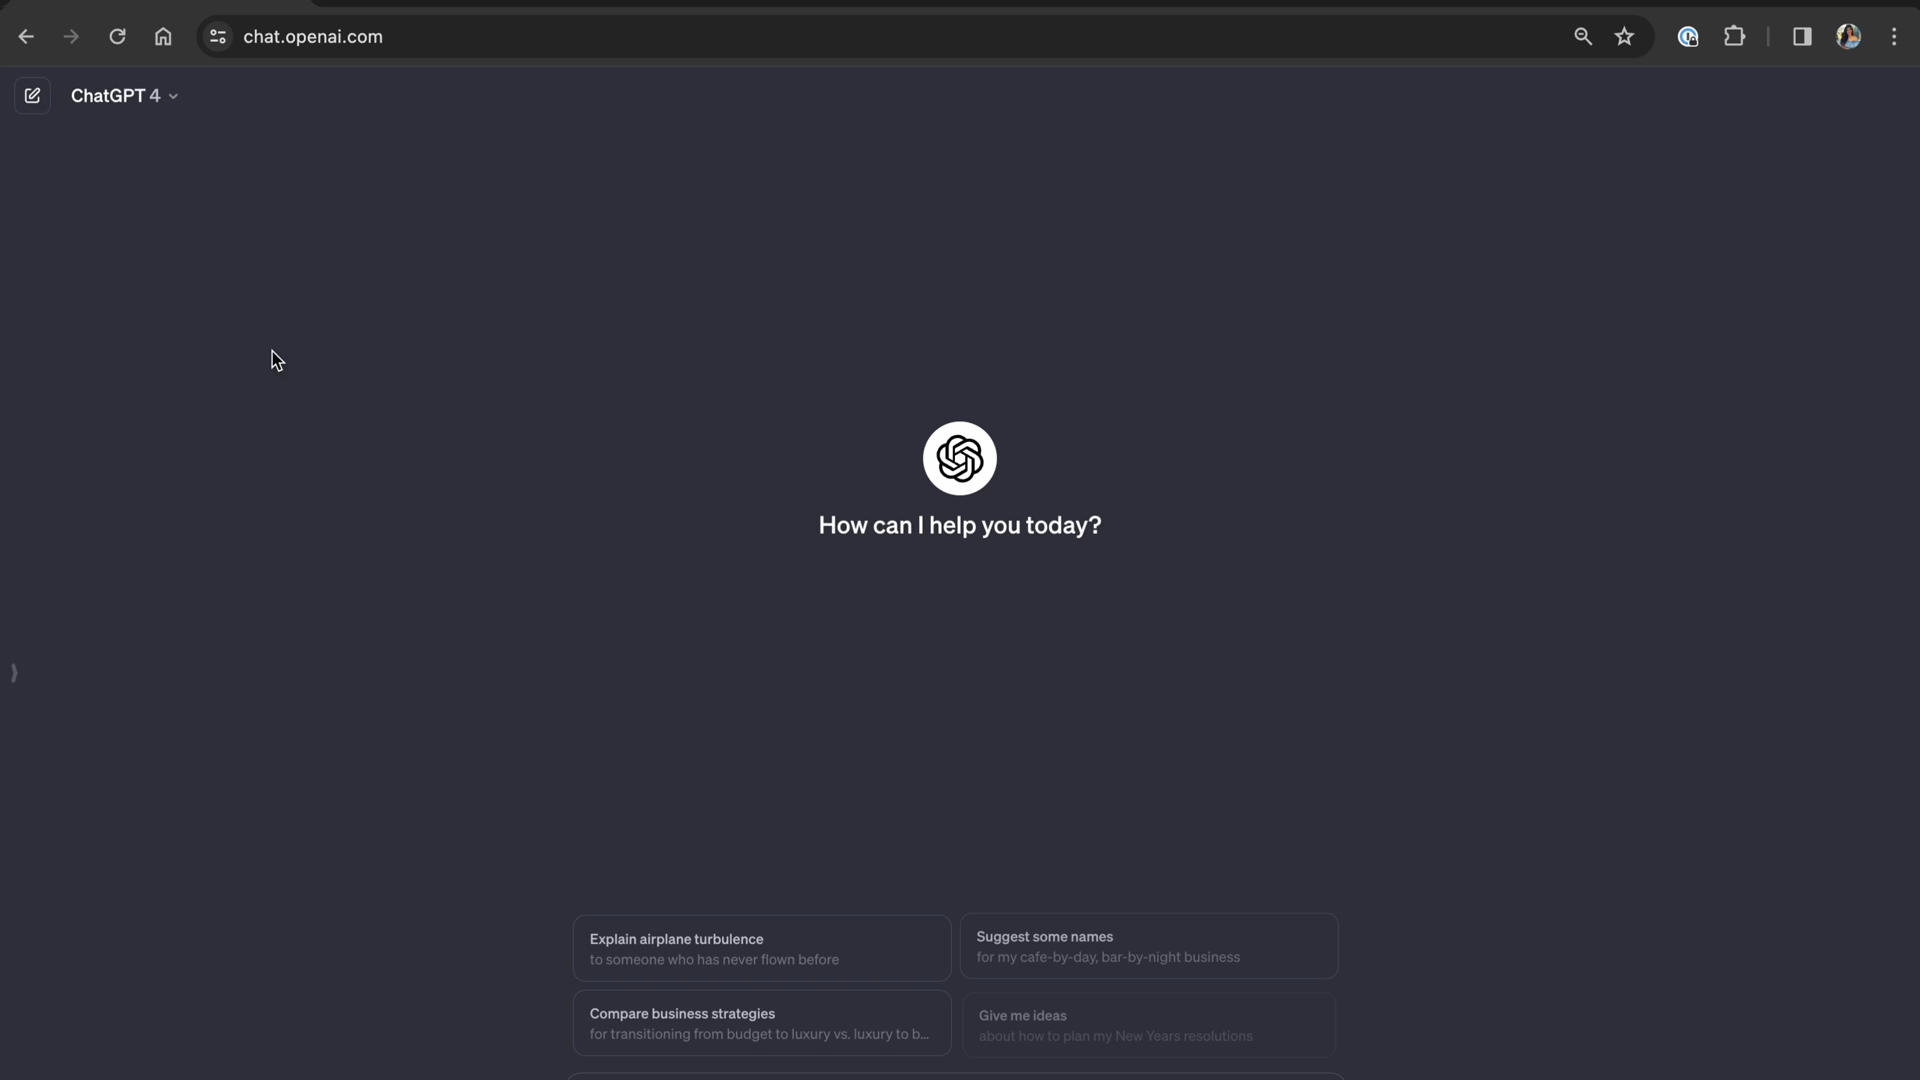 chat.openai.com
ChatGPT 4
How can I help you today?
Explain airplane turbulence
to someone who has never flown before
Suggest some names
for my cafe-by-day, bar-by-night business
Compare business strategies
for transitioning from budget to luxury vs. luxury to b...
Give me ideas
about how to plan my New Years resolutions